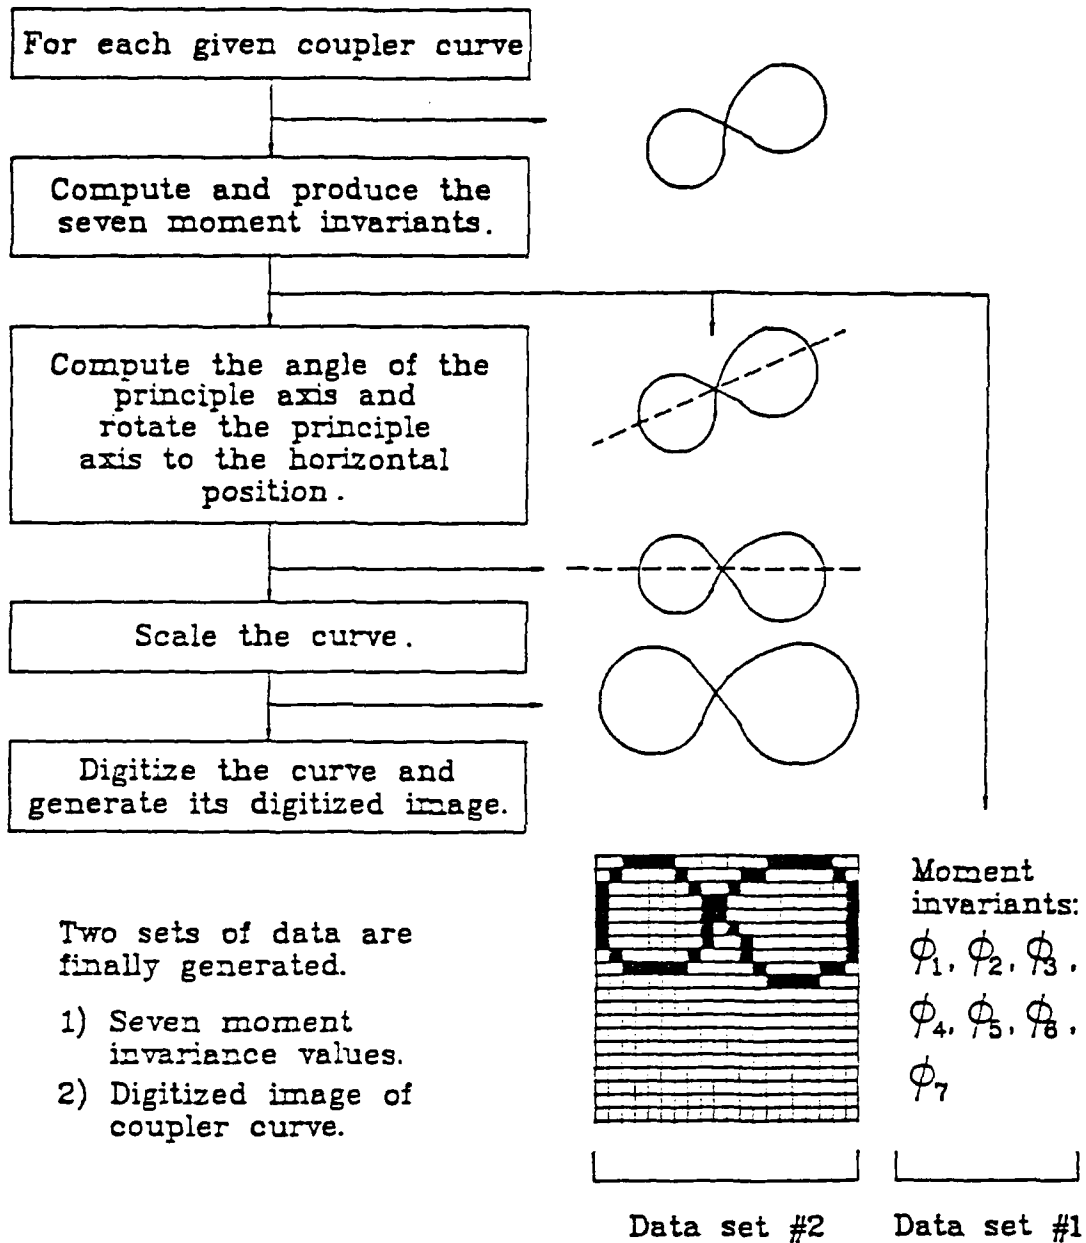 For each given coupler curve
Compute and produce the
seven moment invariants.
Compute the angle of the
principle axis and
rotate the principle
axis to the horizontal
position.
Scale the curve.
Digitize the curve and
generate its digitized image.
Two sets of data are
finally generated.
1) Seven moment
invariance values.
2) Digitized image of
coupler curve.
Moment
invariants:
ϕ₁, ϕ₂, ϕ₃,
ϕ₄, ϕ₅, ϕ₆,
ϕ₇
Data set #2
Data set #1